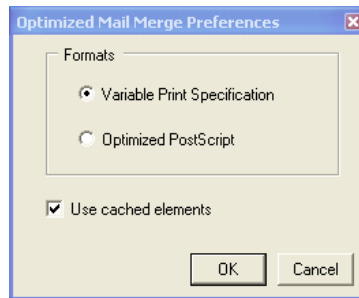 Optimized Mail Merge Preferences
Formats
Variable Print Specification
Optimized PostScript
Use cached elements
OK Cancel